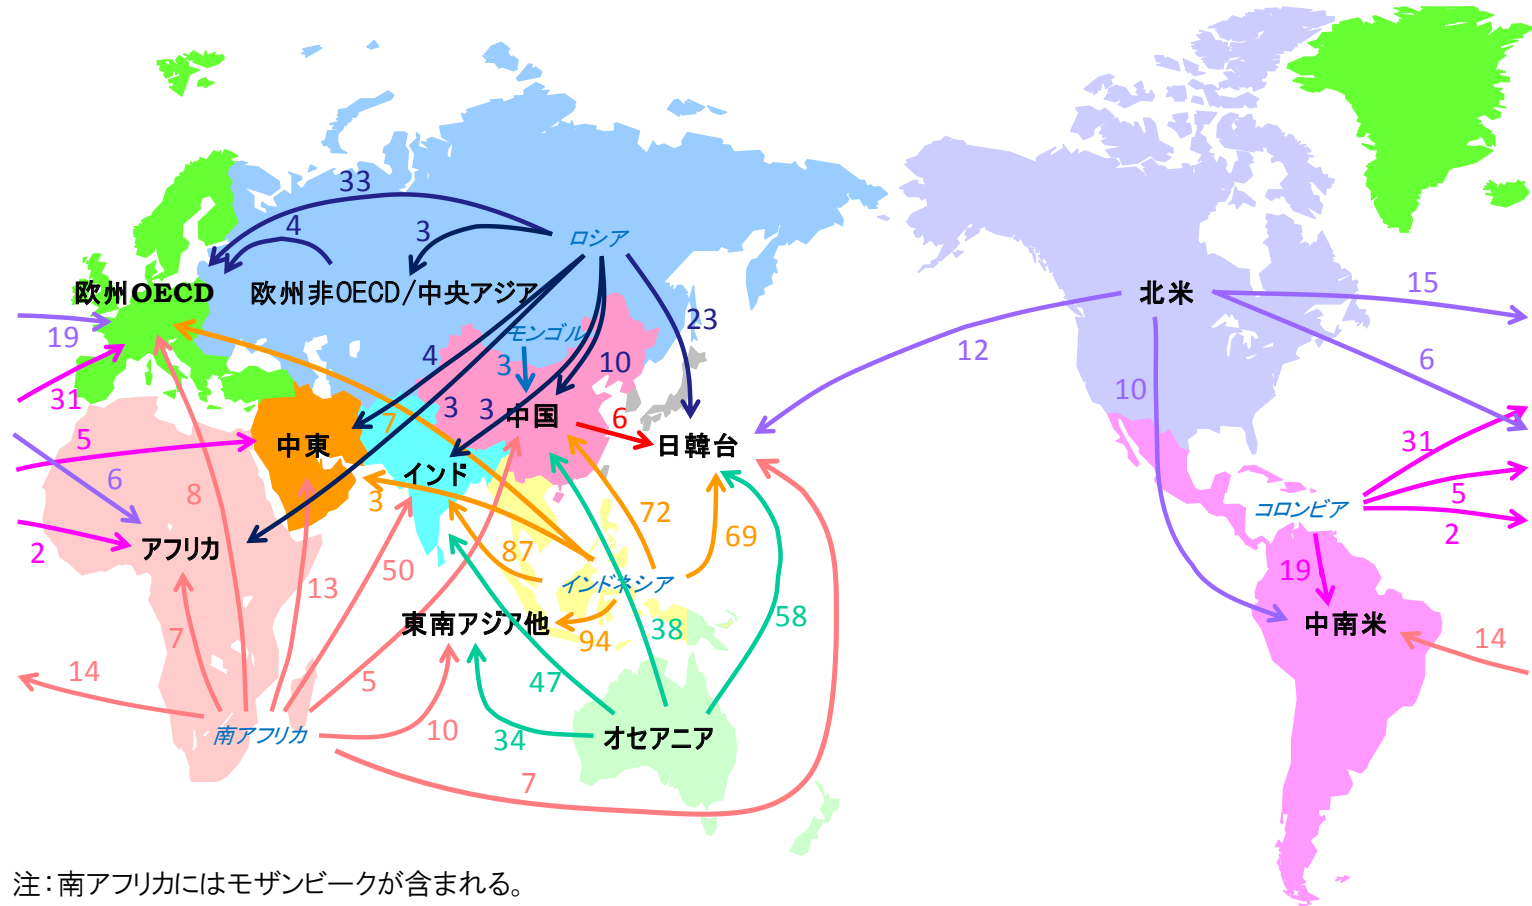 33
4
3
ロシア
欧州OECD
欧州非OECD/中央アジア
北米
15
19
モンゴル
23
12
6
4
3
10
10
31
7
3
3
中国
6
日韓台
31
5
中東
インド
6
8
3
72
69
コロンビア
5
2
2
アフリカ
87
50
13
インドネシア
19
7
東南アジア他
94
38
58
中南米
14
14
5
47
南アフリカ
10
34
オセアニア
7
注：南アフリカにはモザンビークが含まれる。